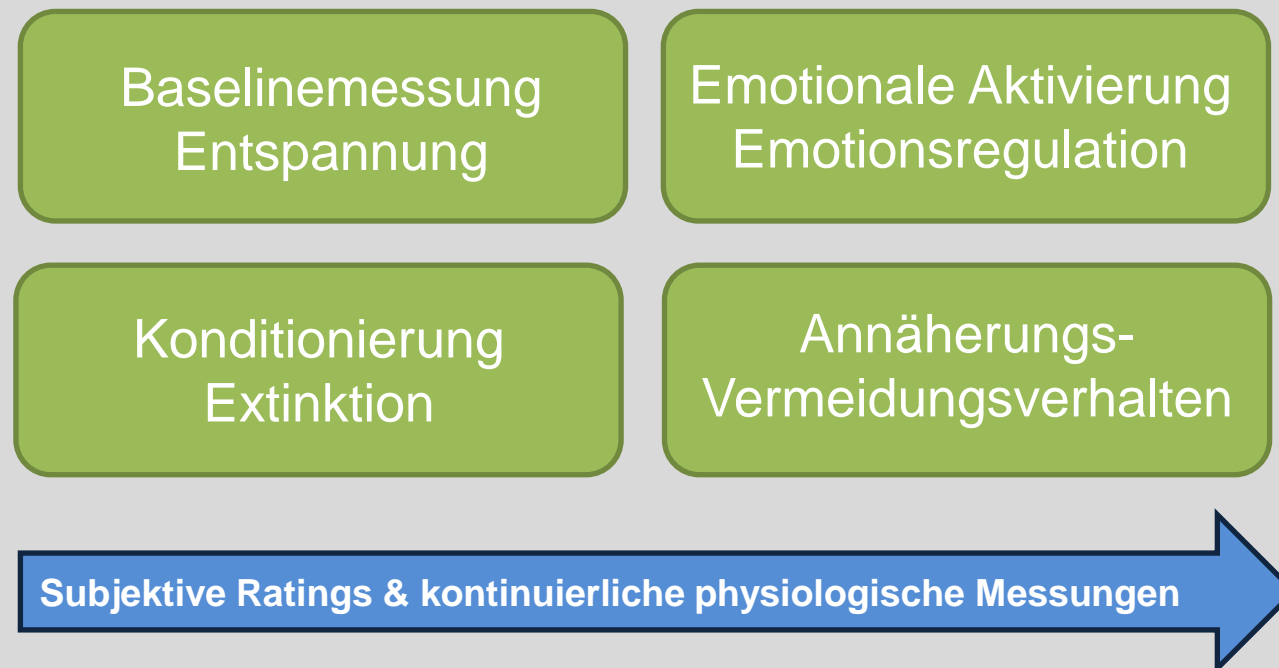 Baselinemessung
Entspannung
Emotionale Aktivierung
Emotionsregulation
Konditionierung
Extinktion
Annäherungs-
Vermeidungsverhalten
Subjektive Ratings & kontinuierliche physiologische Messungen